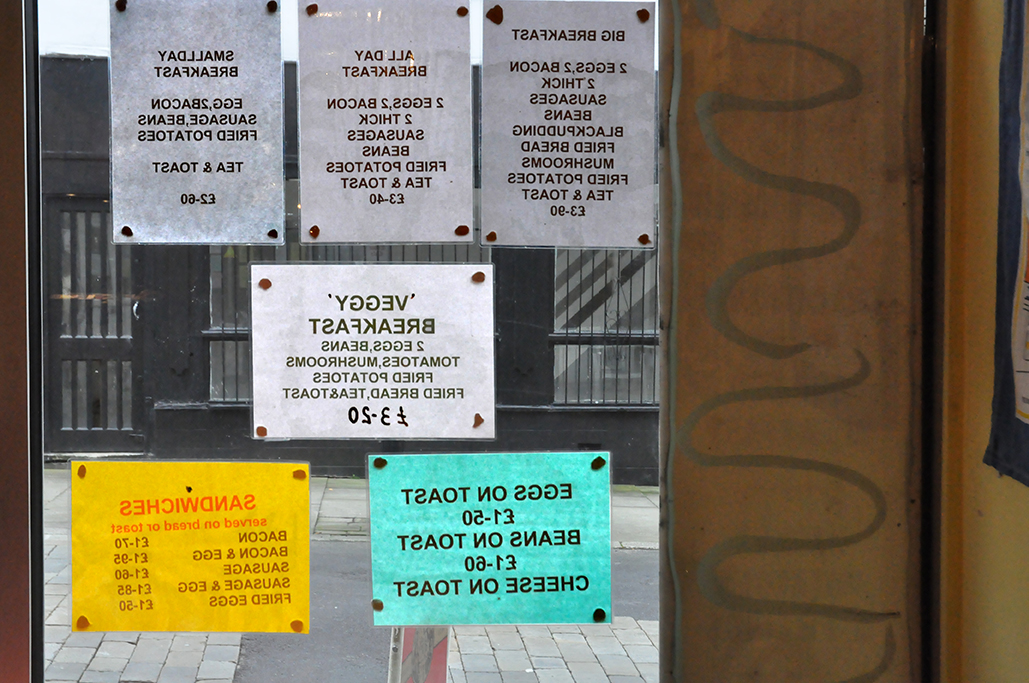 SMALLDAY
BREAKFAST
EGG,2BACON
SAUSAGE,BEANS
FRIED POTATOES
TEA & TOAST
£2-60
ALL DAY
BREAKFAST
2 EGGS,2 BACON
2 THICK
SAUSAGES
BEANS
FRIED POTATOES
TEA & TOAST
£3-40
BIG BREAKFAST
2 EGGS,2 BACON
2 THICK
SAUSAGES
BEANS
BLACKPUDDING
FRIED BREAD
MUSHROOMS
FRIED POTATOES
TEA & TOAST
£3-90
'VEGGY'
BREAKFAST
2 EGGS,BEANS
TOMATOES,MUSHROOMS
FRIED POTATOES
FRIED BREAD,TEA&TOAST
£3-20
SANDWICHES
served on bread or toast
BACON £1-70
BACON & EGG £1-95
SAUSAGE £1-60
SAUSAGE & EGG £1-85
FRIED EGGS £1-50
EGGS ON TOAST
£1-50
BEANS ON TOAST
£1-60
CHEESE ON TOAST